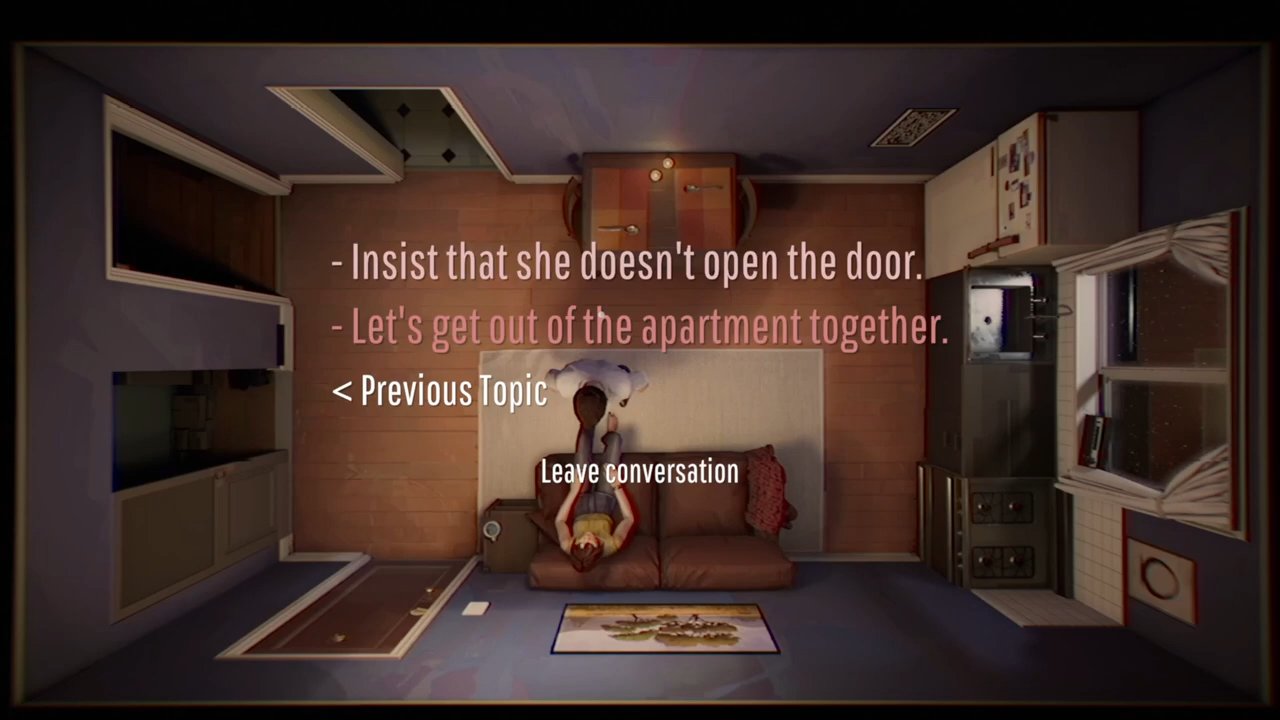 - Insist that she doesn't open the door.
- Let's get out of the apartment together.
< Previous Topic
Leave conversation